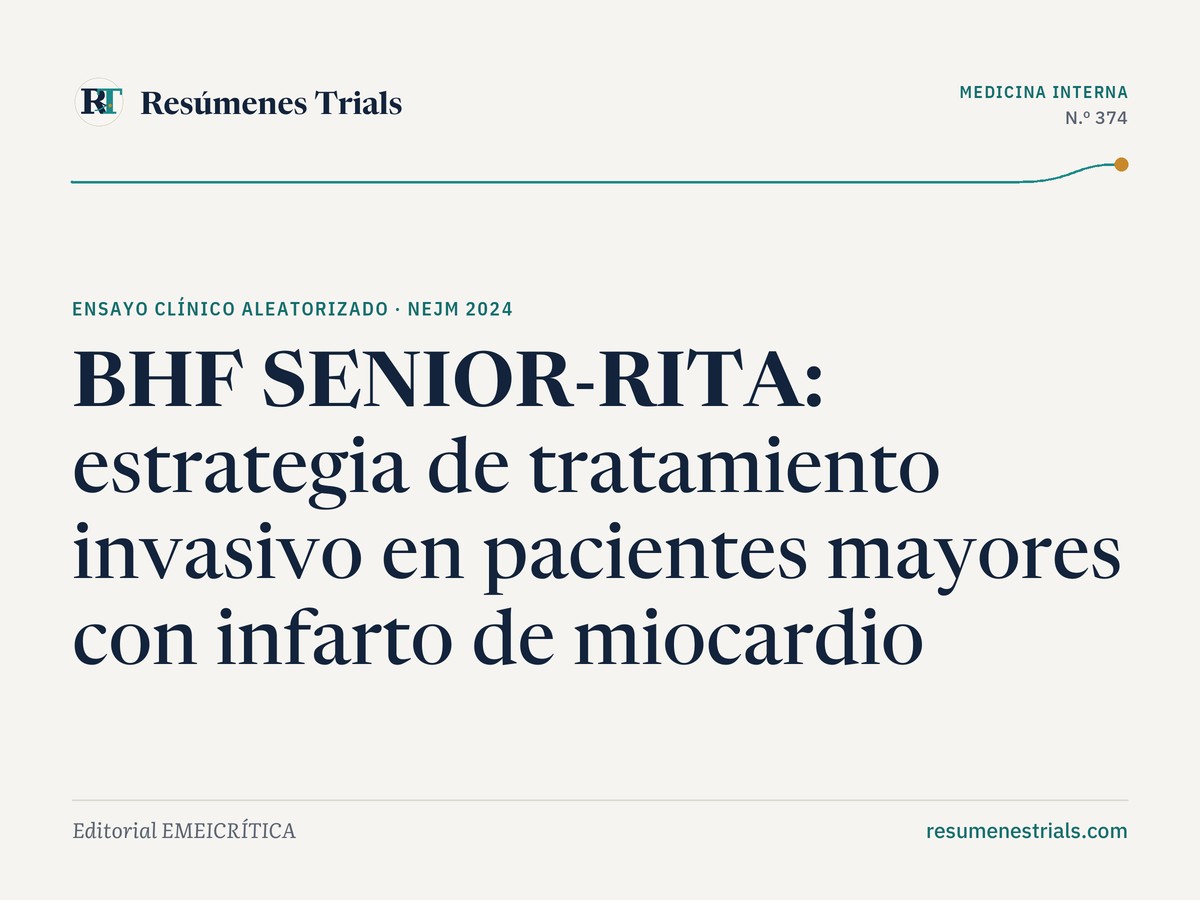 RT Resúmenes Trials
MEDICINA INTERNA
N.º 374
ENSAYO CLÍNICO ALEATORIZADO · NEJM 2024
BHF SENIOR-RITA:
estrategia de tratamiento
invasivo en pacientes mayores
con infarto de miocardio
Editorial EMEICRÍTICA
resumenestrials.com